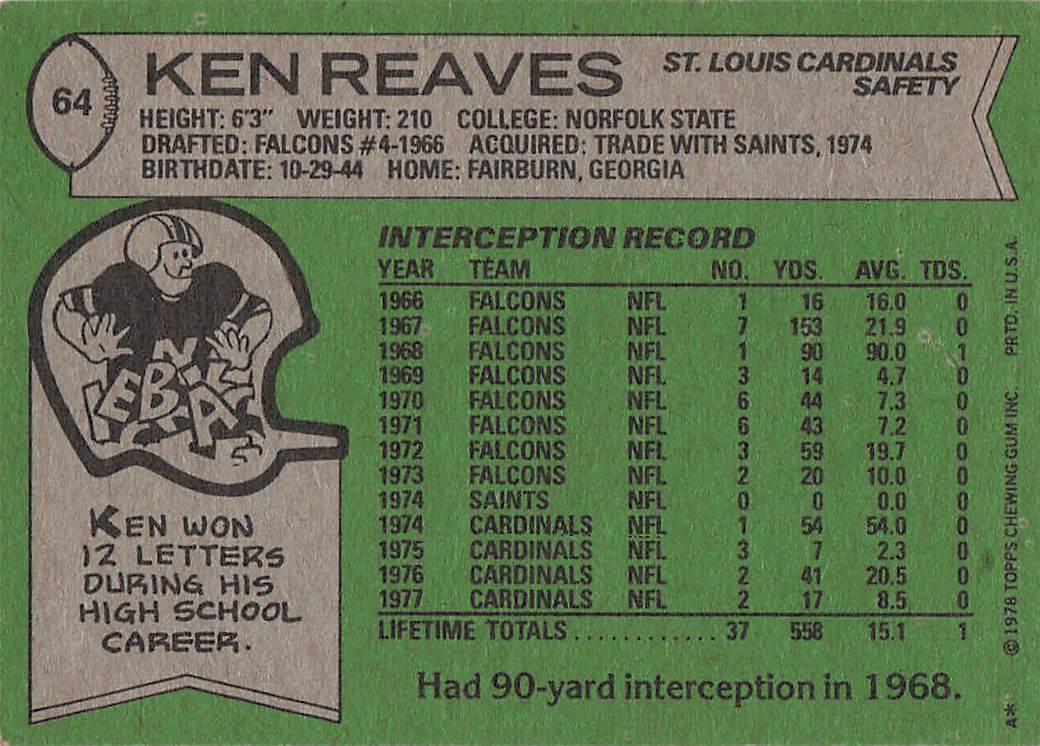 64
KEN REAVES
ST. LOUIS CARDINALS
SAFETY
HEIGHT: 6'3" WEIGHT: 210 COLLEGE: NORFOLK STATE
DRAFTED: FALCONS #4-1966 ACQUIRED: TRADE WITH SAINTS, 1974
BIRTHDATE: 10-29-44 HOME: FAIRBURN, GEORGIA
INTERCEPTION RECORD
YEAR TEAM NO. YDS. AVG. TDS.
1966 FALCONS NFL 1 16 16.0 0
1967 FALCONS NFL 7 153 21.9 0
1968 FALCONS NFL 1 90 90.0 1
1969 FALCONS NFL 3 14 4.7 0
1970 FALCONS NFL 6 44 7.3 0
1971 FALCONS NFL 6 43 7.2 0
1972 FALCONS NFL 3 59 19.7 0
1973 FALCONS NFL 2 20 10.0 0
1974 SAINTS NFL 0 0 0.0 0
1974 CARDINALS NFL 1 54 54.0 0
1975 CARDINALS NFL 3 7 2.3 0
1976 CARDINALS NFL 2 41 20.5 0
1977 CARDINALS NFL 2 17 8.5 0
LIFETIME TOTALS............ 37 558 15.1 1
Had 90-yard interception in 1968.
KEN WON
12 LETTERS
DURING HIS
HIGH SCHOOL
CAREER.
A* © 1978 TOPPS CHEWING GUM INC. PRTD. IN U.S.A.